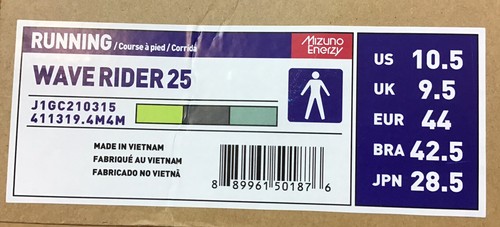 RUNNING / Course à pied / Corrida
Mizuno
Enerzy
WAVE RIDER 25
J1GC210315
411319.4M4M
MADE IN VIETNAM
FABRIQUÉ AU VIETNAM
FABRICADO NO VIETNÃ
8 89961 50187 6
US 10.5
UK 9.5
EUR 44
BRA 42.5
JPN 28.5